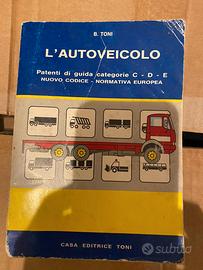 B. TONI
L'AUTOVEICOLO
Patenti di guida categorie C - D - E
NUOVO CODICE - NORMATIVA EUROPEA
CASA EDITRICE TONI
subito